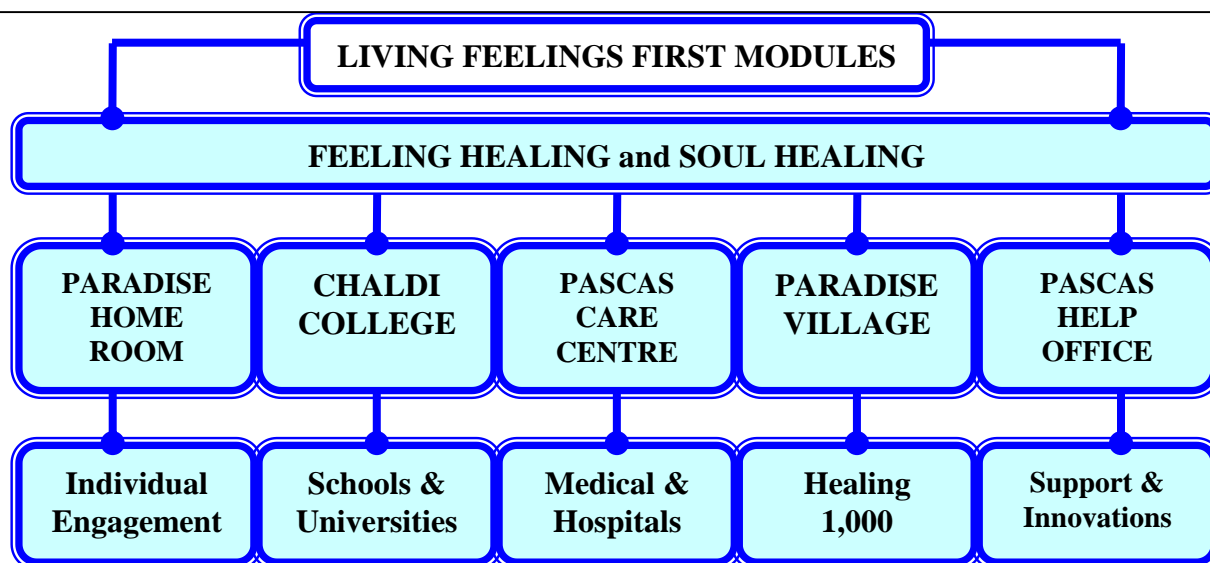 LIVING FEELINGS FIRST MODULES
FEELING HEALING and SOUL HEALING
PARADISE
HOME
ROOM
CHALDI
COLLEGE
PASCAS
CARE
CENTRE
PARADISE
VILLAGE
PASCAS
HELP
OFFICE
Individual
Engagement
Schools &
Universities
Medical &
Hospitals
Healing
1,000
Support &
Innovations